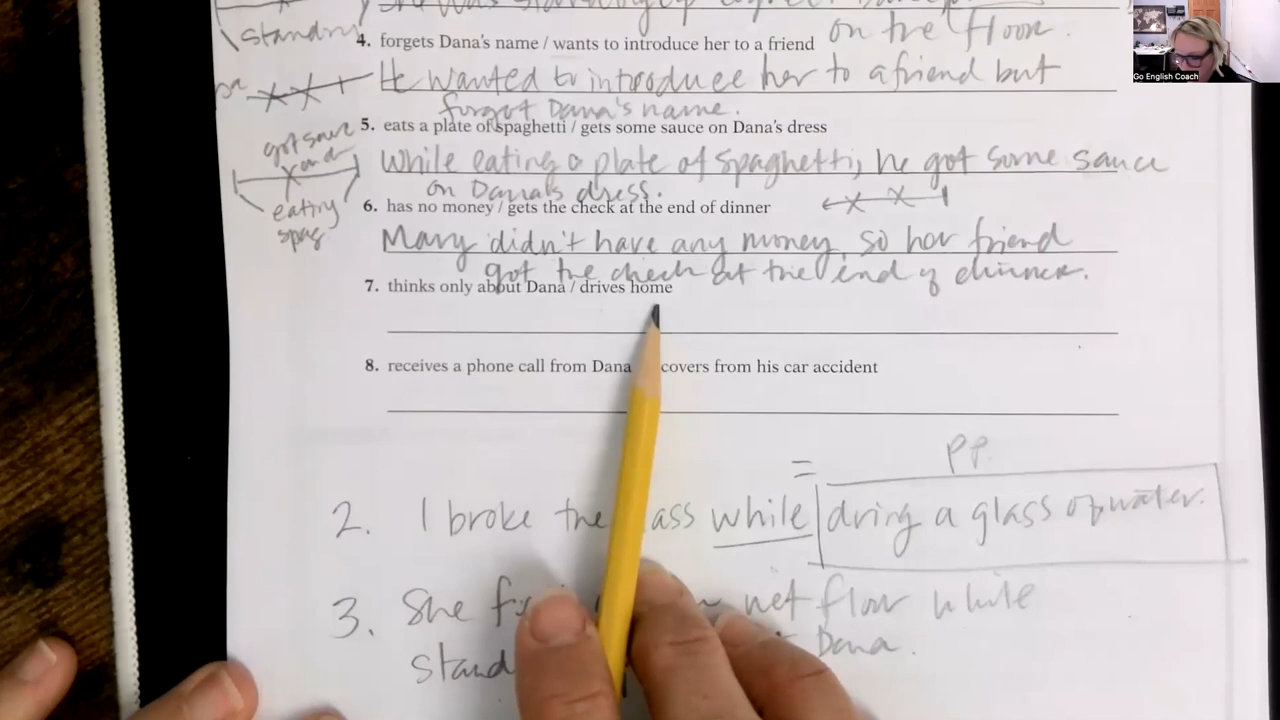 standing
4. forgets Dana's name / wants to introduce her to a friend on the floor.
He wanted to introduce her to a friend but
forgot Dana's name.
5. eats a plate of spaghetti / gets some sauce on Dana's dress
got sauce
on d
While eating a plate of spaghetti, he got some sauce
on Dana's dress.
eating
spag
6. has no money / gets the check at the end of dinner
Mary didn't have any money, so her friend
got the check at the end of dinner.
7. thinks only about Dana / drives home
8. receives a phone call from Dana covers from his car accident
= PP.
2. I broke the ass while dring a glass of water.
3. She wet flow while
stand Dana.
Go English Coach